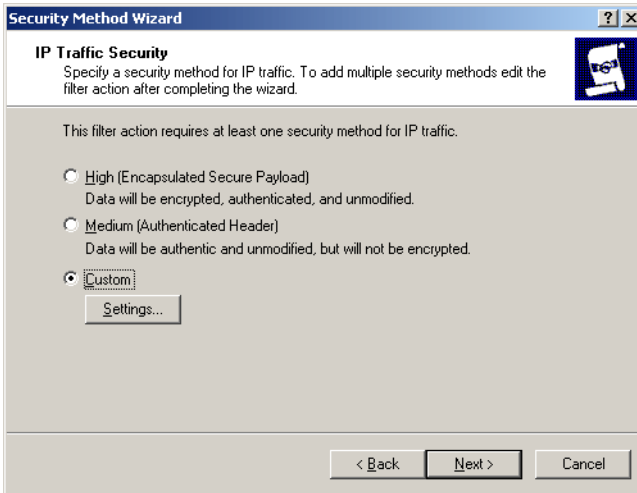 Security Method Wizard
IP Traffic Security
Specify a security method for IP traffic. To add multiple security methods edit the
filter action after completing the wizard.
This filter action requires at least one security method for IP traffic.
High (Encapsulated Secure Payload)
Data will be encrypted, authenticated, and unmodified.
Medium (Authenticated Header)
Data will be authentic and unmodified, but will not be encrypted.
Custom
Settings...
< Back Next > Cancel